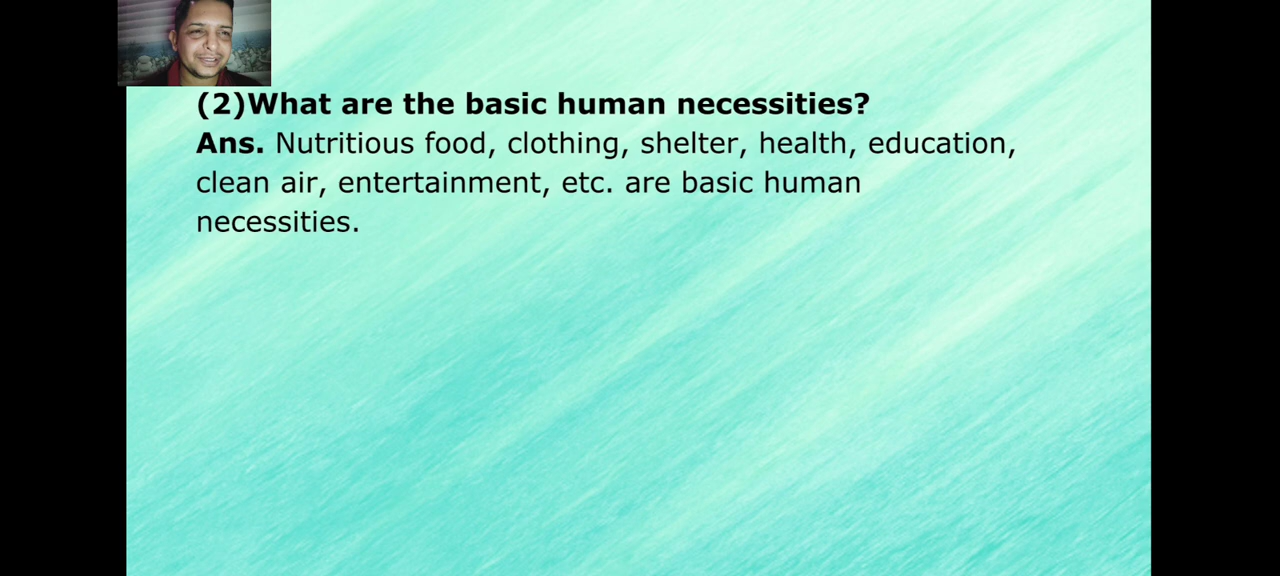 (2)What are the basic human necessities?
Ans. Nutritious food, clothing, shelter, health, education,
clean air, entertainment, etc. are basic human
necessities.